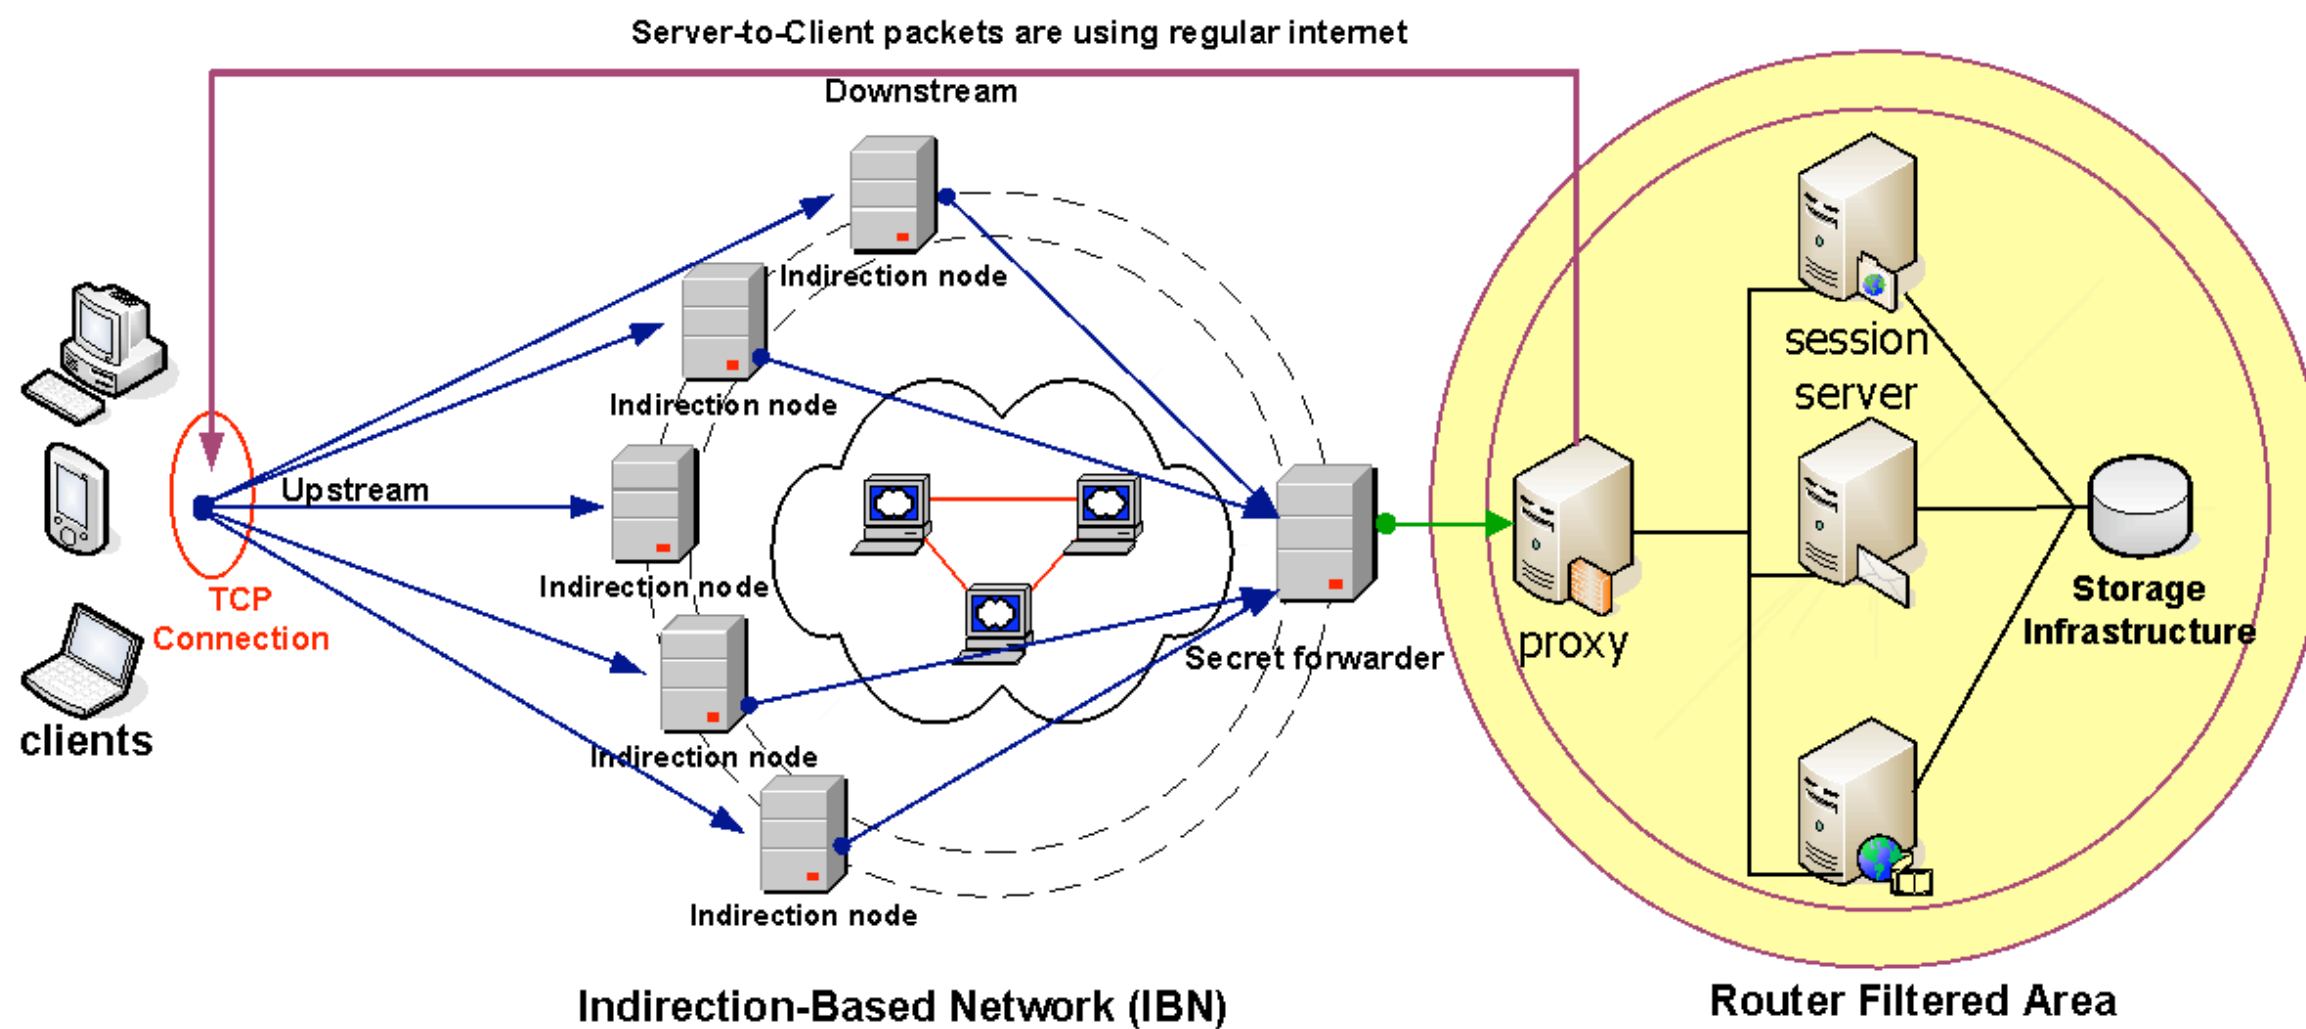 Server-to-Client packets are using regular internet
Downstream
Indirection node
Indirection node
Upstream
Indirection node
TCP
Connection
Indirection node
Indirection node
clients
Secret forwarder
proxy
session
server
Storage
Infrastructure
Indirection-Based Network (IBN)
Router Filtered Area